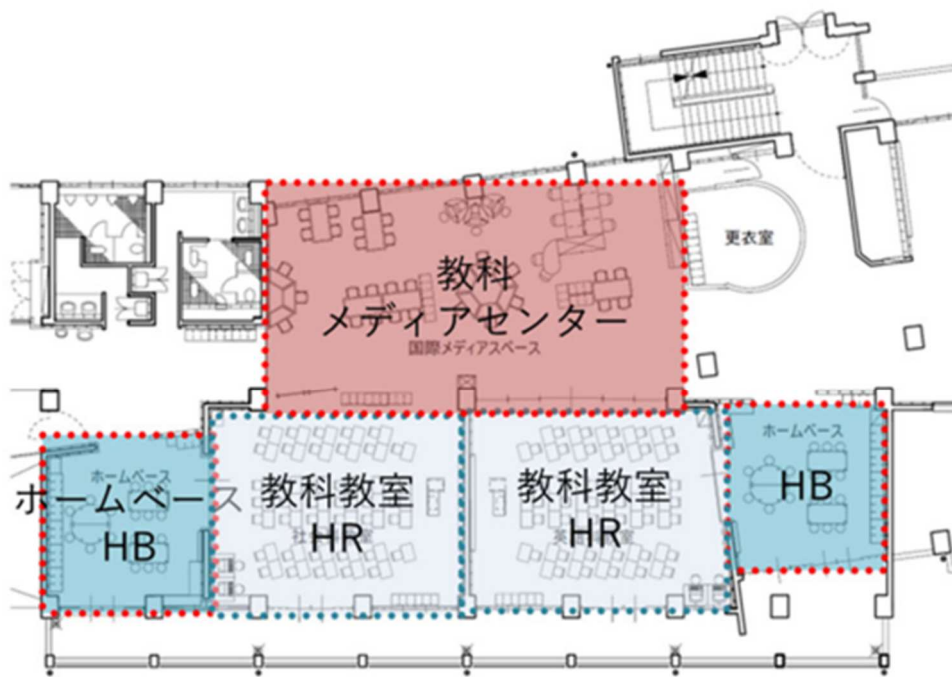 更衣室
教科
メディアセンター
国際メディアスペース
ホームベース
ホームベース
HB
教科教室
HR
教科教室
HR
ホームベース
HB